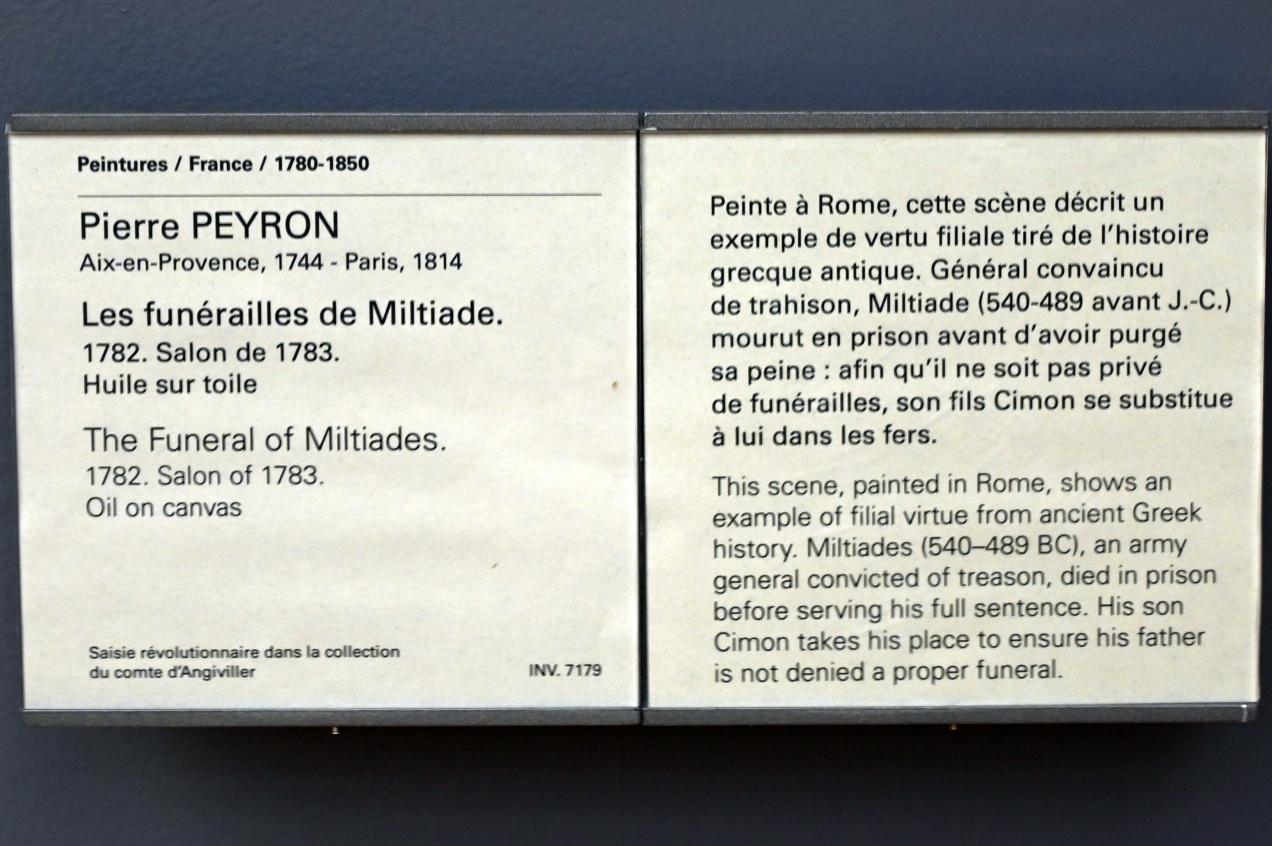 Peintures / France / 1780-1850
Pierre PEYRON
Aix-en-Provence, 1744 - Paris, 1814
Les funérailles de Miltiade.
1782. Salon de 1783.
Huile sur toile
The Funeral of Miltiades.
1782. Salon of 1783.
Oil on canvas
Saisie révolutionnaire dans la collection
du comte d'Angiviller
INV. 7179
Peinte à Rome, cette scène décrit un
exemple de vertu filiale tiré de l'histoire
grecque antique. Général convaincu
de trahison, Miltiade (540-489 avant J.-C.)
mourut en prison avant d'avoir purgé
sa peine : afin qu'il ne soit pas privé
de funérailles, son fils Cimon se substitue
à lui dans les fers.
This scene, painted in Rome, shows an
example of filial virtue from ancient Greek
history. Miltiades (540–489 BC), an army
general convicted of treason, died in prison
before serving his full sentence. His son
Cimon takes his place to ensure his father
is not denied a proper funeral.